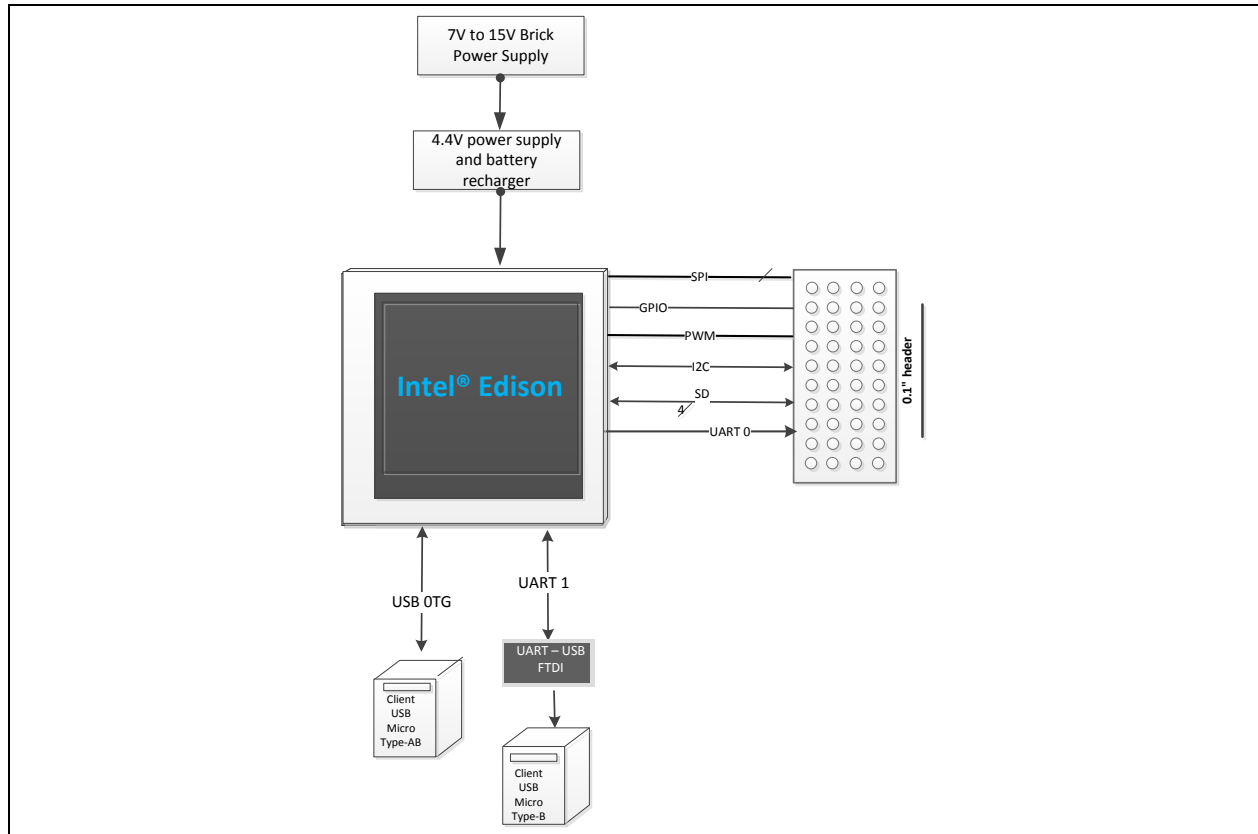 7V to 15V Brick
Power Supply
4.4V power supply
and battery
recharger
SPI
GPIO
PWM
I2C
SD
4
UART 0
0.1" header
Intel® Edison
USB 0TG
UART 1
UART – USB
FTDI
Client
USB
Micro
Type-AB
Client
USB
Micro
Type-B